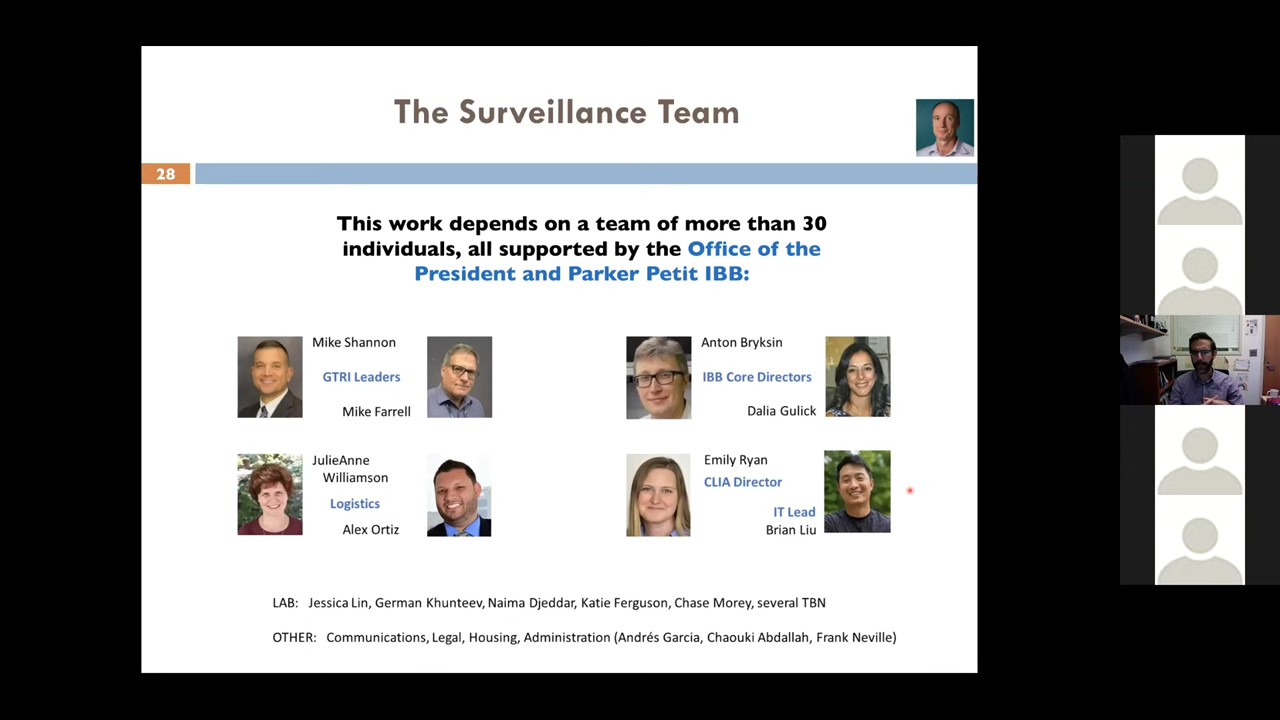 The Surveillance Team
28
This work depends on a team of more than 30
individuals, all supported by the Office of the
President and Parker Petit IBB:
Mike Shannon
GTRI Leaders
Mike Farrell
Anton Bryksin
IBB Core Directors
Dalia Gulick
JulieAnne
Williamson
Logistics
Alex Ortiz
Emily Ryan
CLIA Director
IT Lead
Brian Liu
LAB: Jessica Lin, German Khunteev, Naima Djeddar, Katie Ferguson, Chase Morey, several TBN
OTHER: Communications, Legal, Housing, Administration (Andrés Garcia, Chaouki Abdallah, Frank Neville)